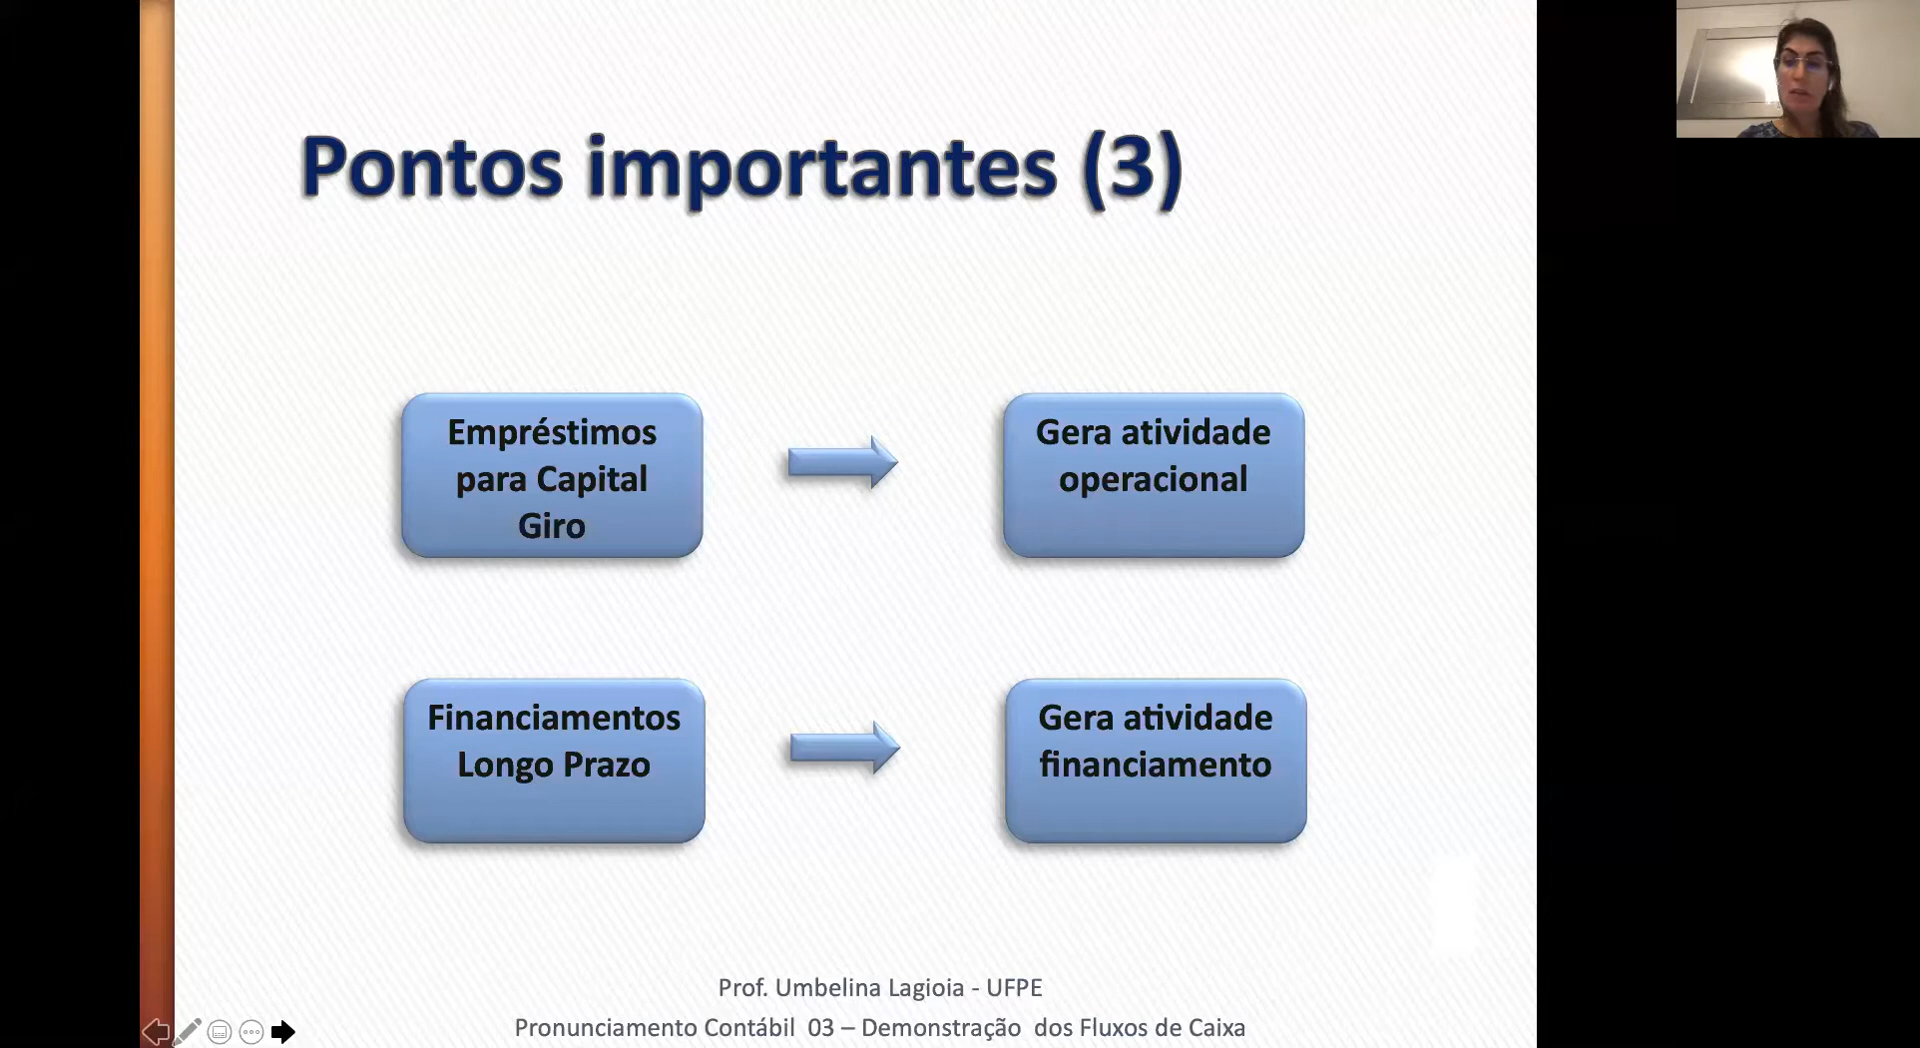 Pontos importantes (3)
Empréstimos
para Capital
Giro
Gera atividade
operacional
Financiamentos
Longo Prazo
Gera atividade
financiamento
Prof. Umbelina Lagioia - UFPE
Pronunciamento Contábil 03 – Demonstração dos Fluxos de Caixa